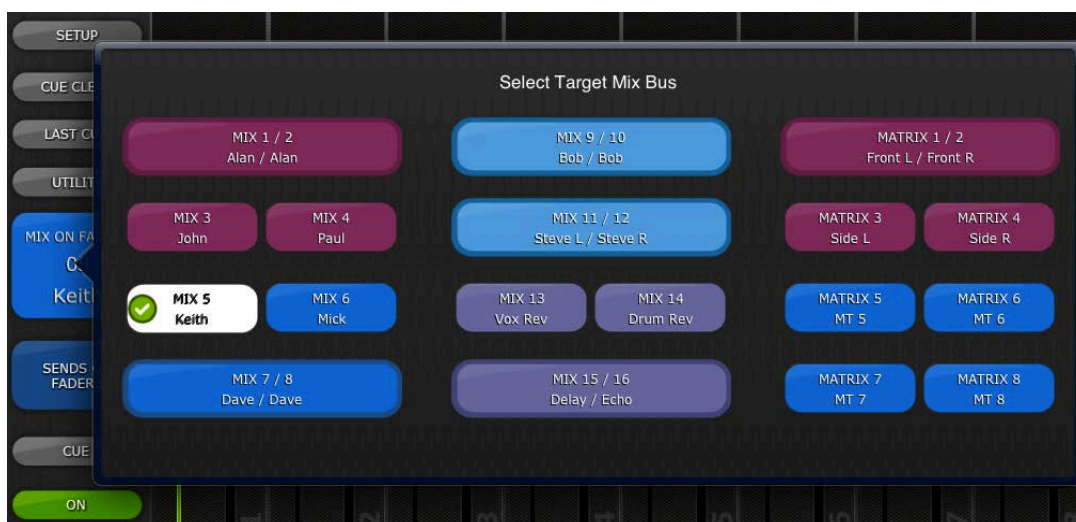 SETUP
CUE CLE
LAST CU
UTILIT
MIX ON FA
0
Keith
SENDS
FADER
CUE
ON
Select Target Mix Bus
MIX 1 / 2
Alan / Alan
MIX 9 / 10
Bob / Bob
MATRIX 1 / 2
Front L / Front R
MIX 3
John
MIX 4
Paul
MIX 11 / 12
Steve L / Steve R
MATRIX 3
Side L
MATRIX 4
Side R
MIX 5
Keith
MIX 6
Mick
MIX 13
Vox Rev
MIX 14
Drum Rev
MATRIX 5
MT 5
MATRIX 6
MT 6
MIX 7 / 8
Dave / Dave
MIX 15 / 16
Delay / Echo
MATRIX 7
MT 7
MATRIX 8
MT 8